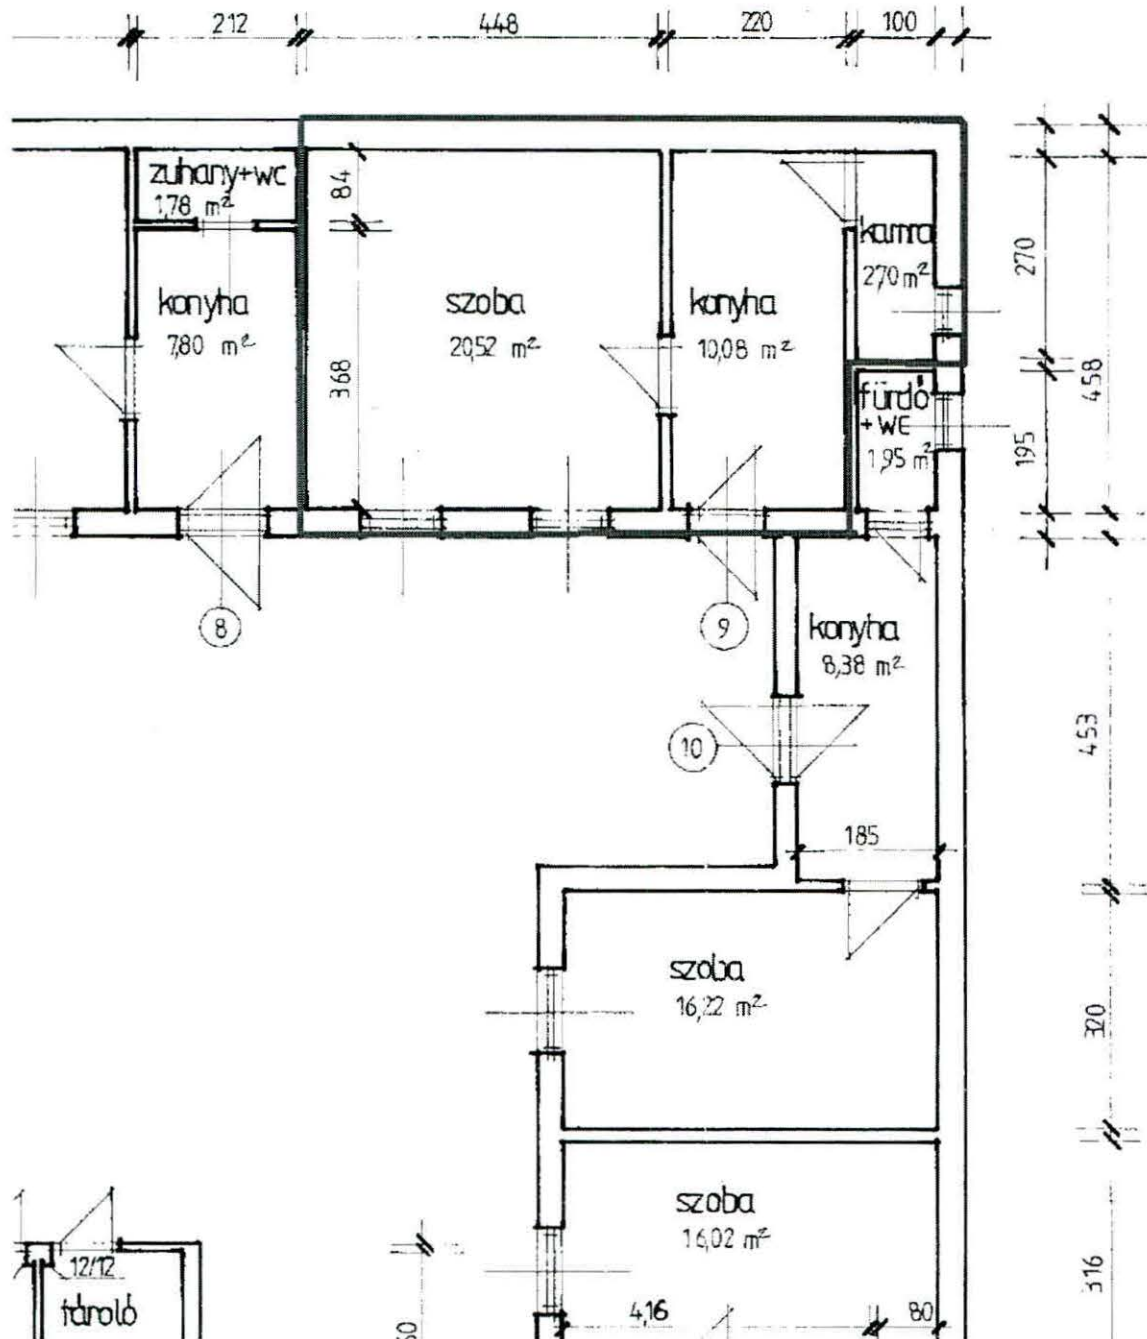 212
448
220
100
zuhany+wc
1,78 m²
84
kamra
2,70 m²
270
konyha
7,80 m²
szoba
20,52 m²
konyha
10,08 m²
368
458
fürdő
+ WE
1,95 m²
195
8
9
konyha
8,38 m²
10
453
185
szoba
16,22 m²
320
szoba
16,02 m²
12/12
tároló
316
4,16
80